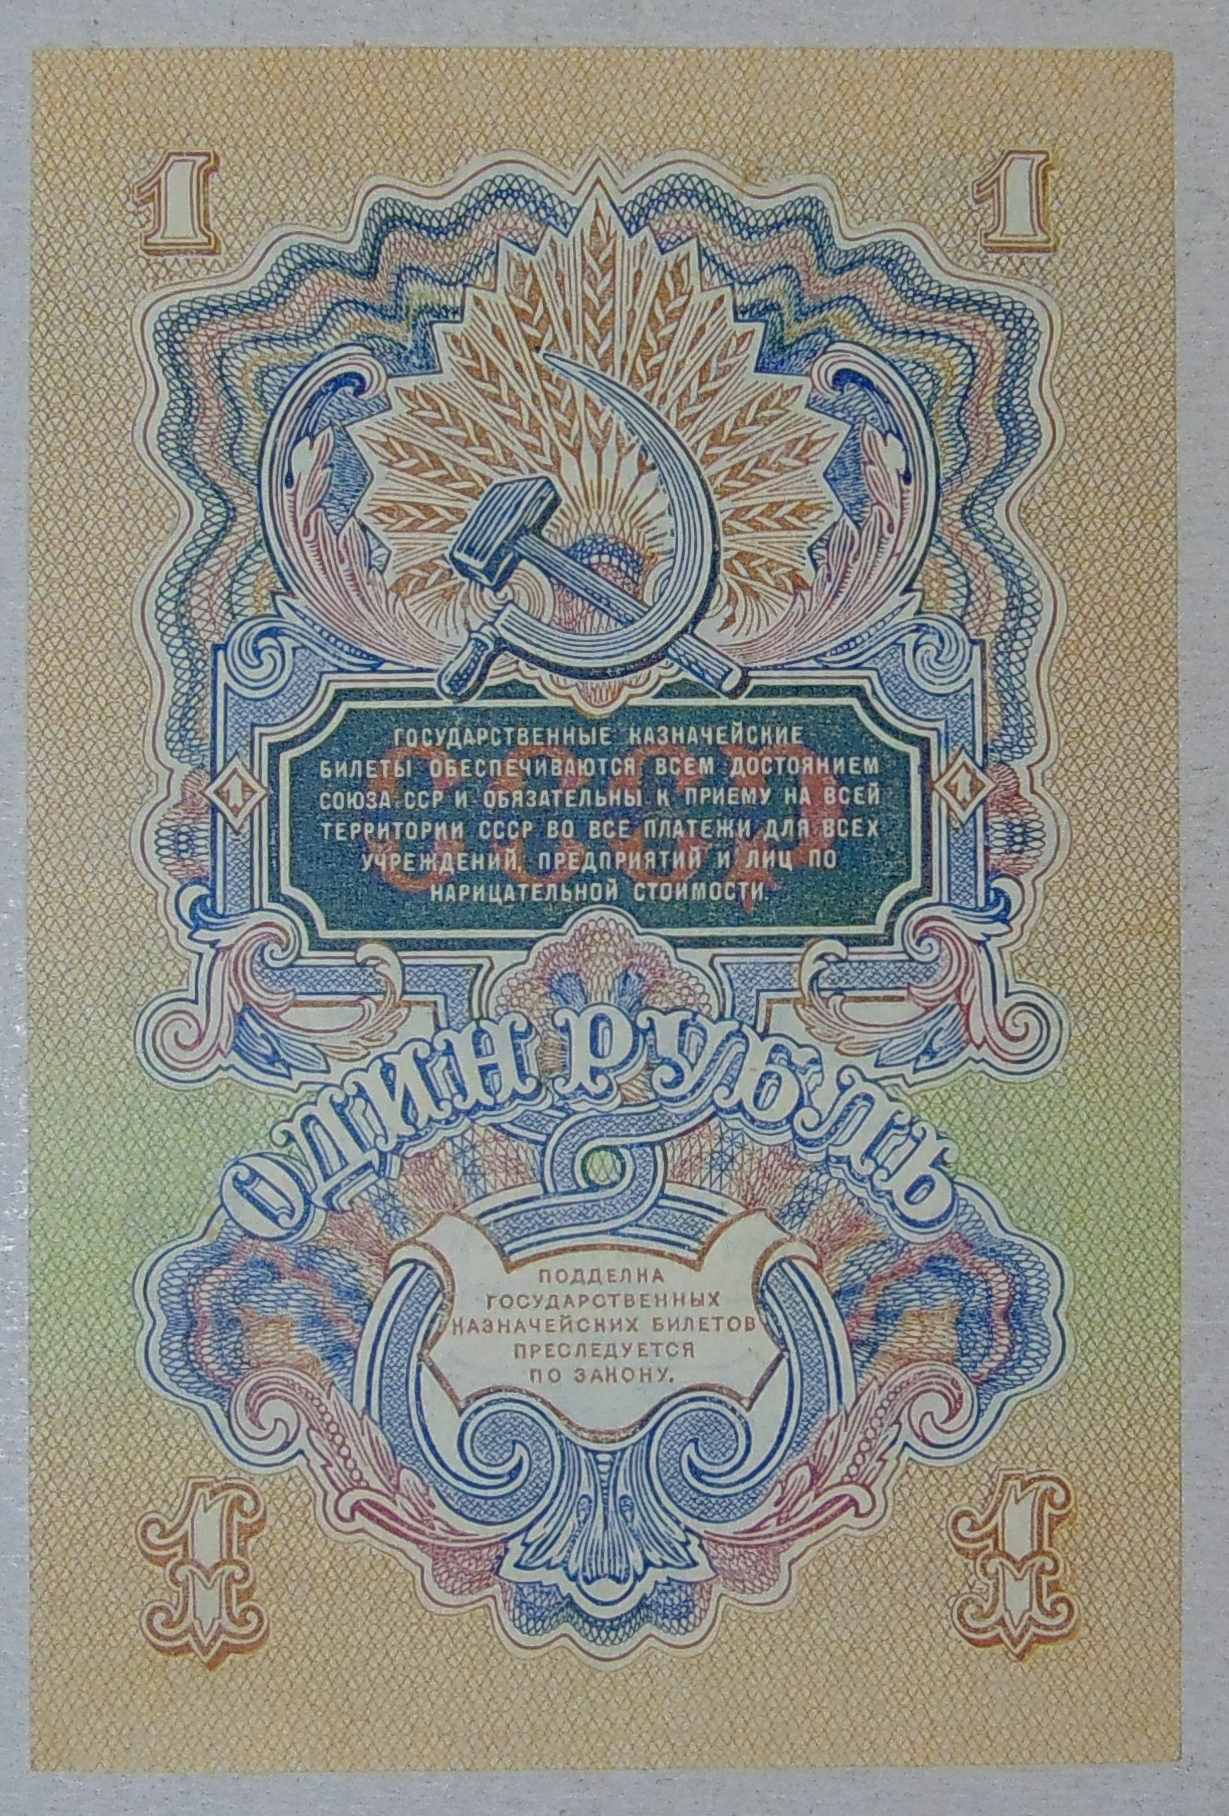 1 1
ГОСУДАРСТВЕННЫЕ КАЗНАЧЕЙСКИЕ
БИЛЕТЫ ОБЕСПЕЧИВАЮТСЯ ВСЕМ ДОСТОЯНИЕМ
СОЮЗА ССР И ОБЯЗАТЕЛЬНЫ К ПРИЕМУ НА ВСЕЙ
ТЕРРИТОРИИ СССР ВО ВСЕ ПЛАТЕЖИ ДЛЯ ВСЕХ
УЧРЕЖДЕНИЙ, ПРЕДПРИЯТИЙ И ЛИЦ ПО
НАРИЦАТЕЛЬНОЙ СТОИМОСТИ.
СССР
1 1
ОДИН РУБЛЬ
ПОДДЕЛКА
ГОСУДАРСТВЕННЫХ
КАЗНАЧЕЙСКИХ БИЛЕТОВ
ПРЕСЛЕДУЕТСЯ
ПО ЗАКОНУ.
1 1